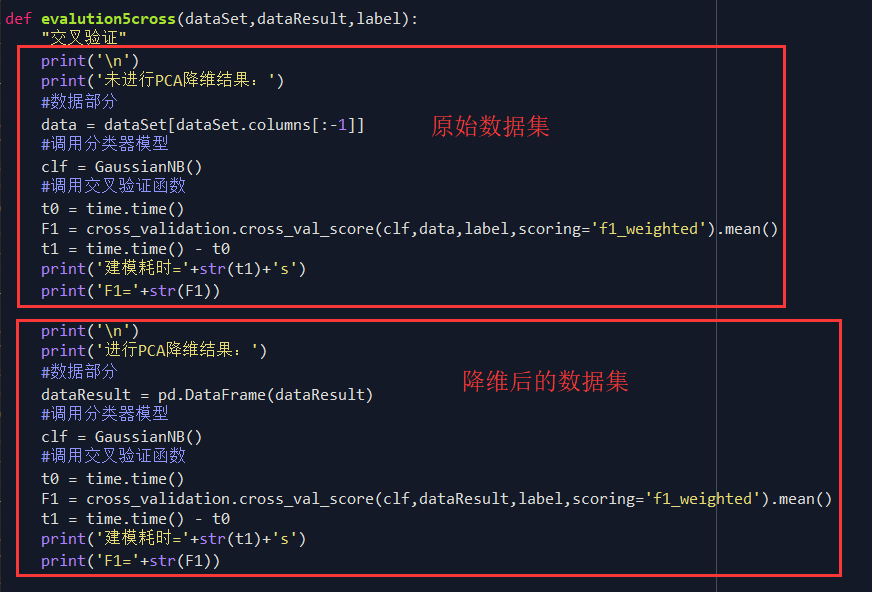 def evalution5cross(dataSet,dataResult,label):
"交叉验证"
print('\n')
print('未进行PCA降维结果：')
#数据部分
data = dataSet[dataSet.columns[:-1]]
原始数据集
#调用分类器模型
clf = GaussianNB()
#调用交叉验证函数
t0 = time.time()
F1 = cross_validation.cross_val_score(clf,data,label,scoring='f1_weighted').mean()
t1 = time.time() - t0
print('建模耗时='+str(t1)+'s')
print('F1='+str(F1))
print('\n')
print('进行PCA降维结果：')
#数据部分
降维后的数据集
dataResult = pd.DataFrame(dataResult)
#调用分类器模型
clf = GaussianNB()
#调用交叉验证函数
t0 = time.time()
F1 = cross_validation.cross_val_score(clf,dataResult,label,scoring='f1_weighted').mean()
t1 = time.time() - t0
print('建模耗时='+str(t1)+'s')
print('F1='+str(F1))